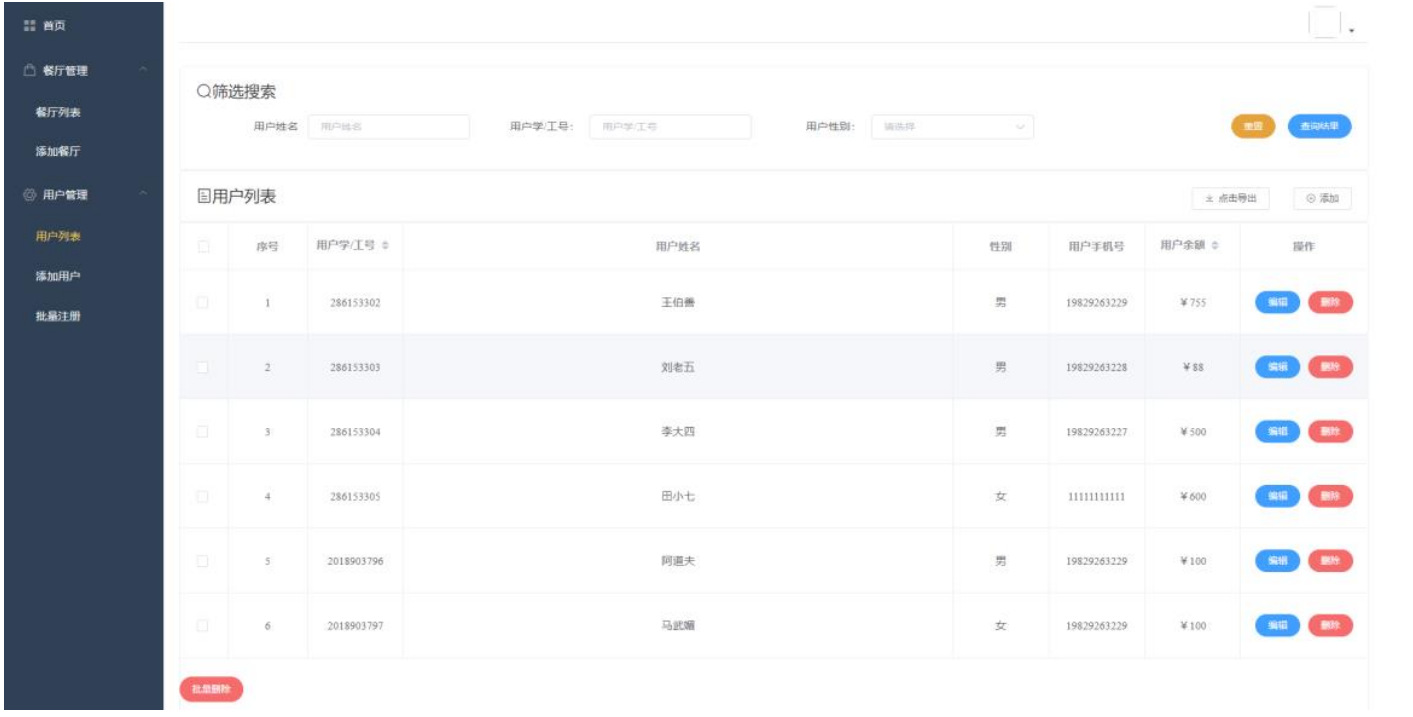 首页
餐厅管理
餐厅列表
添加餐厅
用户管理
用户列表
添加用户
批量注册
筛选搜索
用户姓名 用户姓名 用户学/工号: 用户学/工号 用户性别: 请选择 重置 查询结果
用户列表 点击导出 添加
序号 用户学/工号 用户姓名 性别 用户手机号 用户余额 操作
1 286153302 王伯善 男 19829263229 ¥755 编辑 删除
2 286153303 刘老五 男 19829263228 ¥88 编辑 删除
3 286153304 李大四 男 19829263227 ¥500 编辑 删除
4 286153305 田小七 女 11111111111 ¥600 编辑 删除
5 2018903796 阿道夫 男 19829263229 ¥100 编辑 删除
6 2018903797 马武媚 女 19829263229 ¥100 编辑 删除
批量删除